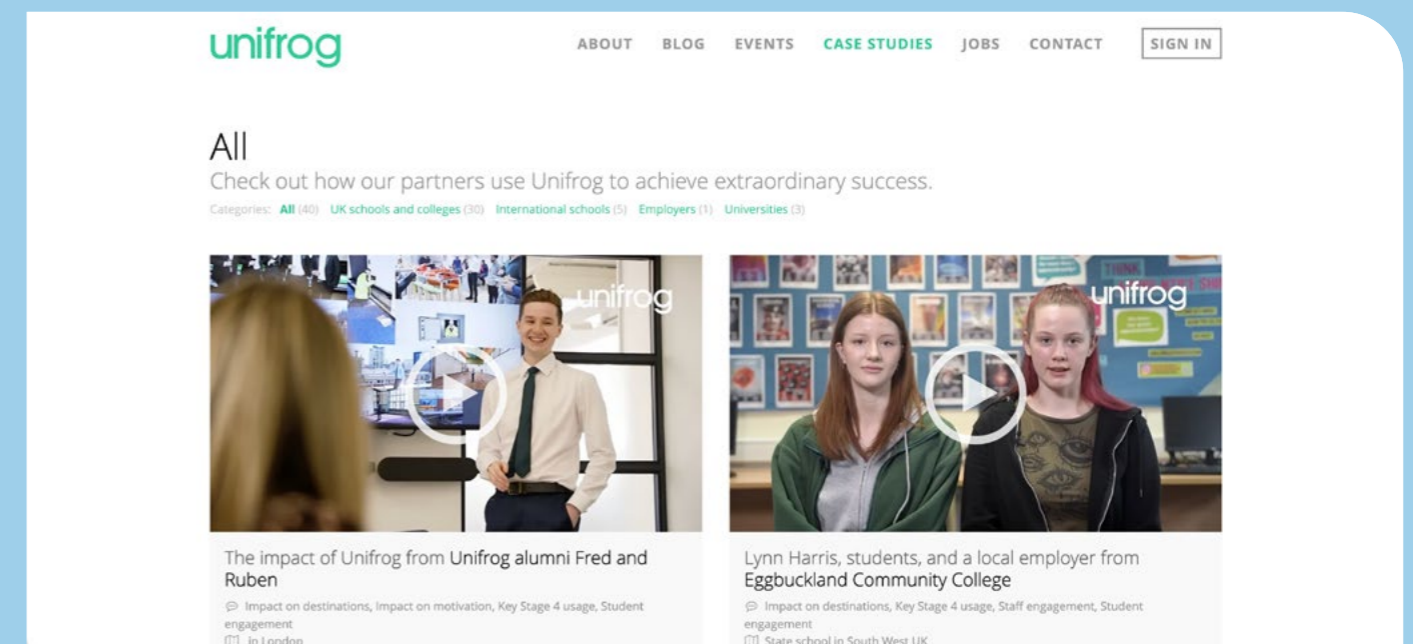 unifrog
ABOUT BLOG EVENTS CASE STUDIES JOBS CONTACT SIGN IN
All
Check out how our partners use Unifrog to achieve extraordinary success.
Categories: All (40) UK schools and colleges (30) International schools (5) Employers (1) Universities (3)
unifrog
The impact of Unifrog from Unifrog alumni Fred and
Ruben
Impact on destinations, Impact on motivation, Key Stage 4 usage, Student
engagement
in London
THINK
unifrog
Lynn Harris, students, and a local employer from
Eggbuckland Community College
Impact on destinations, Key Stage 4 usage, Staff engagement, Student
engagement
State school in South West UK